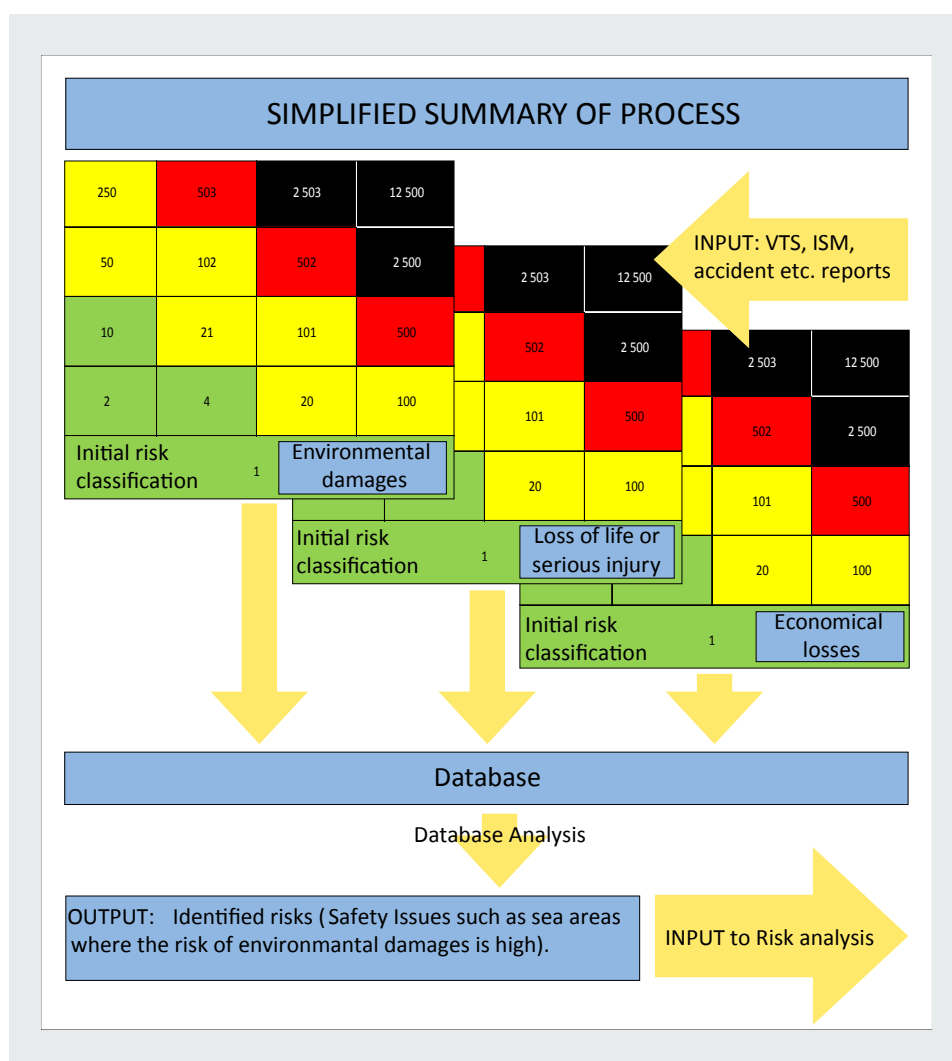 SIMPLIFIED SUMMARY OF PROCESS
250 503 2 503 12 500
50 102 502 2 500
10 21 101 500
2 4 20 100
Initial risk
classification
1
Environmental
damages
INPUT: VTS, ISM,
accident etc. reports
2 503 12 500
502 2 500
101 500
20 100
Initial risk
classification
1
Loss of life or
serious injury
2 503 12 500
502 2 500
101 500
20 100
Initial risk
classification
1
Economical
losses
Database
Database Analysis
OUTPUT: Identified risks ( Safety Issues such as sea areas
where the risk of environmantal damages is high).
INPUT to Risk analysis